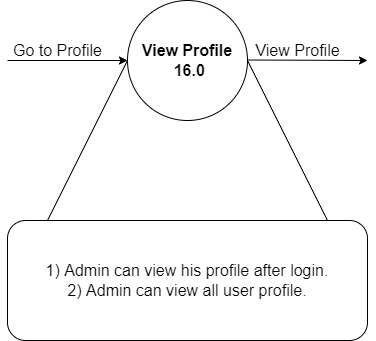 Go to Profile
View Profile
16.0
View Profile
1) Admin can view his profile after login.
2) Admin can view all user profile.